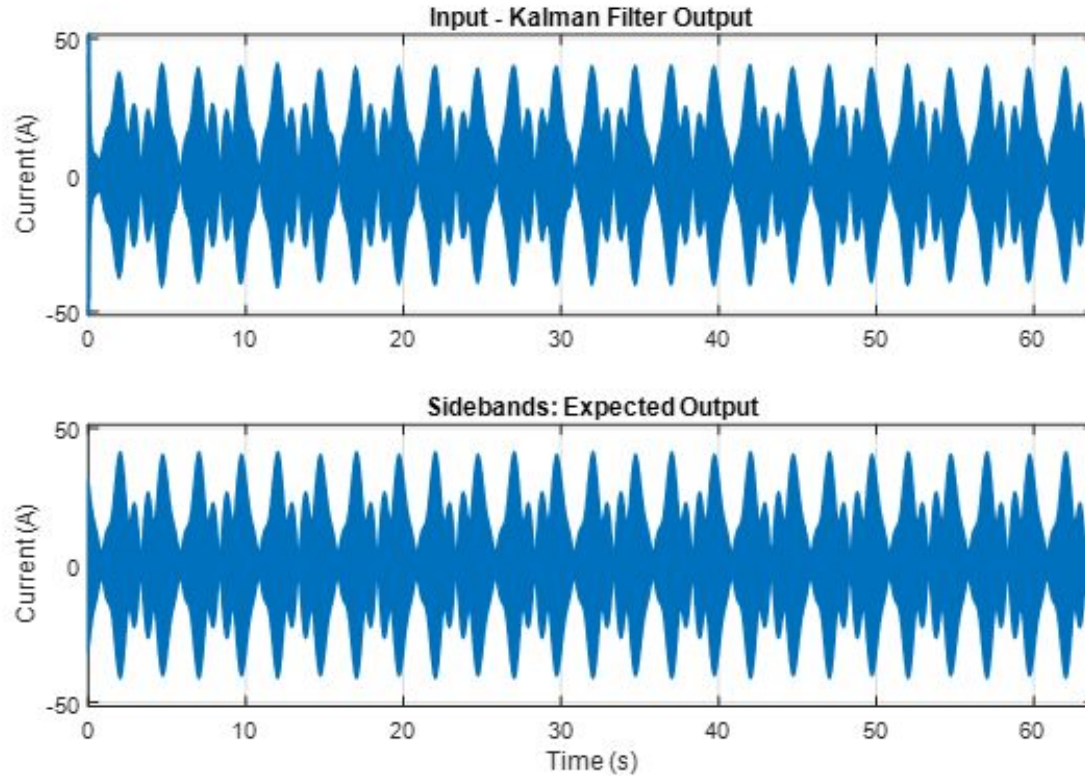 Input - Kalman Filter Output
50
0
-50
Current (A)
0 10 20 30 40 50 60
Sidebands: Expected Output
50
0
-50
Current (A)
0 10 20 30 40 50 60
Time (s)